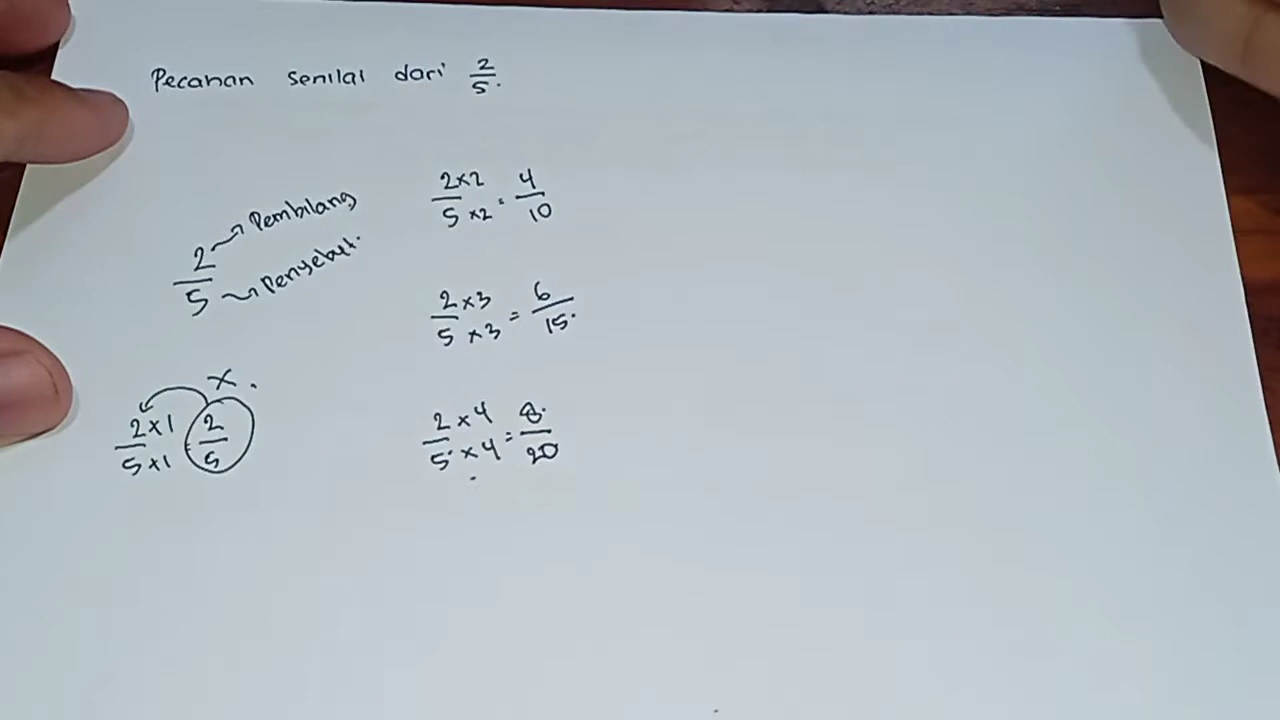 Pecahan senilai dari 2/5.
2/5
Pembilang
Penyebut.
2×1/5×1 = 2/5
×.
2×2/5×2 = 4/10
2×3/5×3 = 6/15.
2×4/5×4 = 8/20